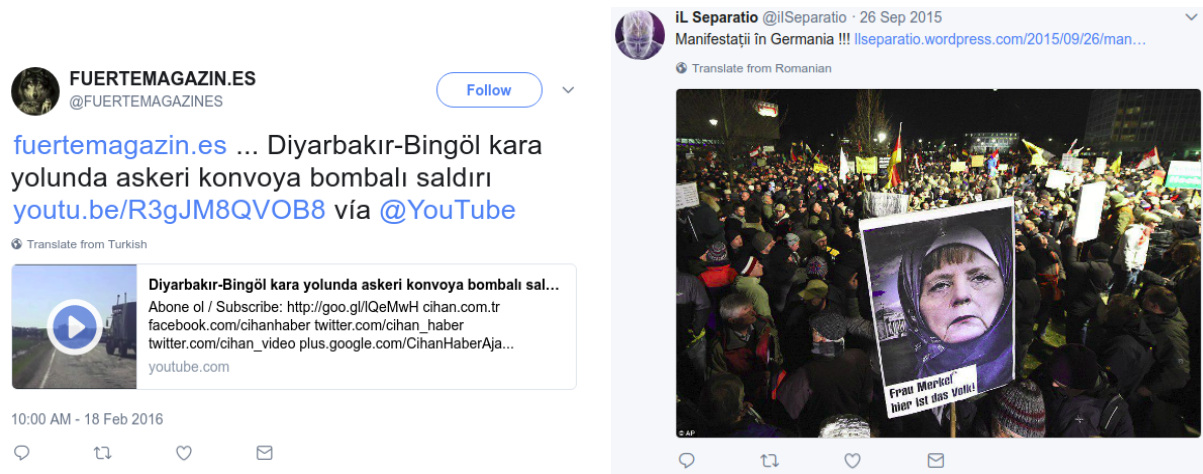 FUERTEMAGAZIN.ES
@FUERTEMAGAZINES
Follow
fuertemagazin.es ... Diyarbakır-Bingöl kara
yolunda askeri konvoya bombalı saldırı
youtu.be/R3gJM8QVOB8 vía @YouTube
Translate from Turkish
Diyarbakır-Bingöl kara yolunda askeri konvoya bombalı sal...
Abone ol / Subscribe: http://goo.gl/lQeMwH cihan.com.tr
facebook.com/cihanhaber twitter.com/cihan_haber
twitter.com/cihan_video plus.google.com/CihanHaberAja...
youtube.com
10:00 AM - 18 Feb 2016
iL Separatio @ilSeparatio · 26 Sep 2015
Manifestații în Germania !!! Ilseparatio.wordpress.com/2015/09/26/man…
Translate from Romanian
Frau Merkel
hier ist das Volk!
© AP